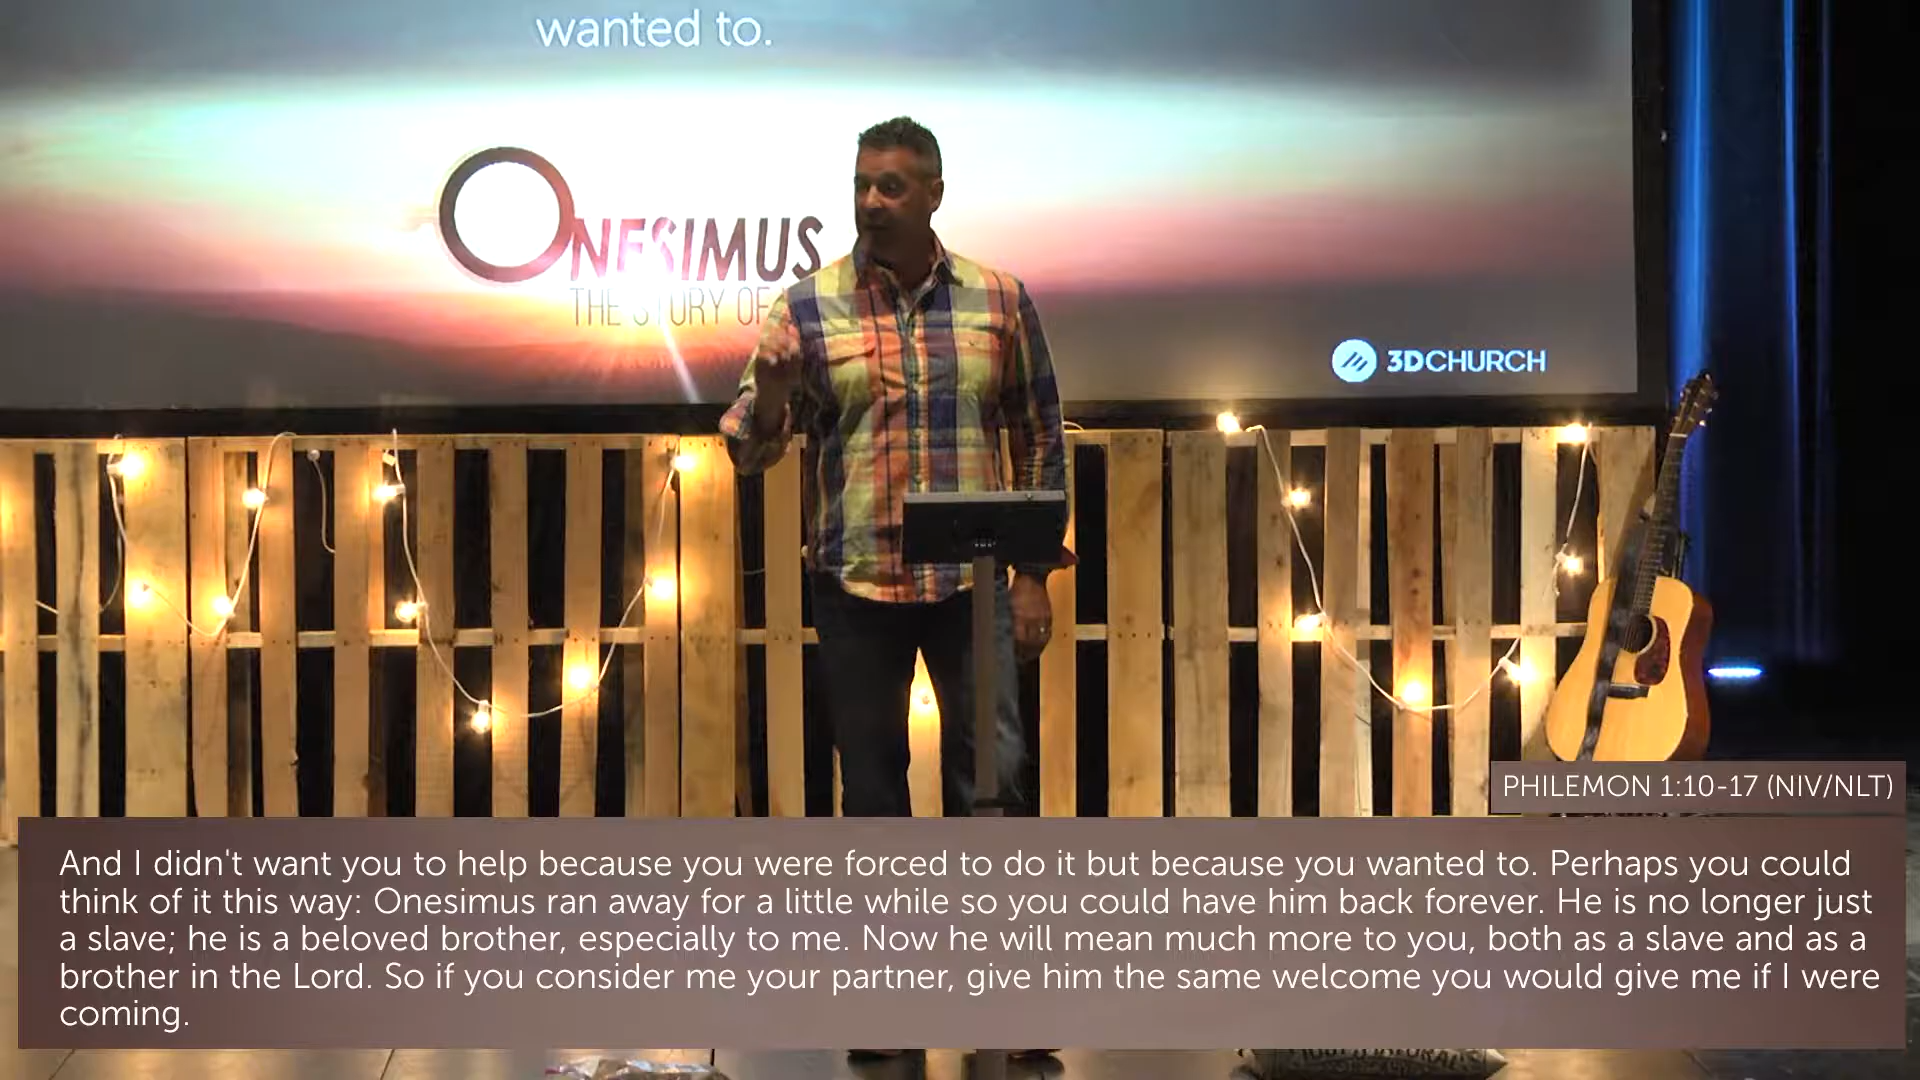 wanted to.
ONESIMUS
THE STORY OF
3DCHURCH
PHILEMON 1:10-17 (NIV/NLT)
And I didn't want you to help because you were forced to do it but because you wanted to. Perhaps you could
think of it this way: Onesimus ran away for a little while so you could have him back forever. He is no longer just
a slave; he is a beloved brother, especially to me. Now he will mean much more to you, both as a slave and as a
brother in the Lord. So if you consider me your partner, give him the same welcome you would give me if I were
coming.